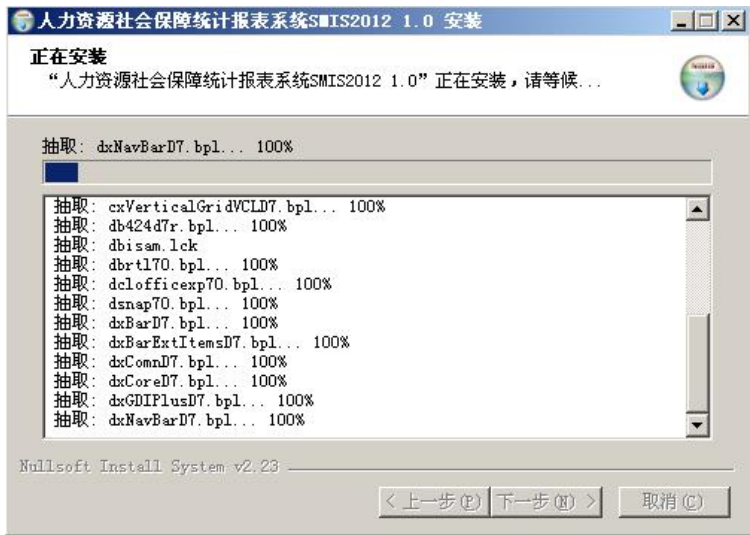 人力资源社会保障统计报表系统SMIS2012 1.0 安装
正在安装
“人力资源社会保障统计报表系统SMIS2012 1.0”正在安装，请等候...
抽取: dxNavBarD7.bpl... 100%
抽取: cxVerticalGridVCLD7.bpl... 100%
抽取: db424d7r.bpl... 100%
抽取: dbisam.lck
抽取: dbrtl70.bpl... 100%
抽取: dclofficexp70.bpl... 100%
抽取: dsnap70.bpl... 100%
抽取: dxBarD7.bpl... 100%
抽取: dxBarExtItemsD7.bpl... 100%
抽取: dxComnD7.bpl... 100%
抽取: dxCoreD7.bpl... 100%
抽取: dxGDIPlusD7.bpl... 100%
抽取: dxNavBarD7.bpl... 100%
Nullsoft Install System v2.23
< 上一步(P) 下一步(N) > 取消(C)